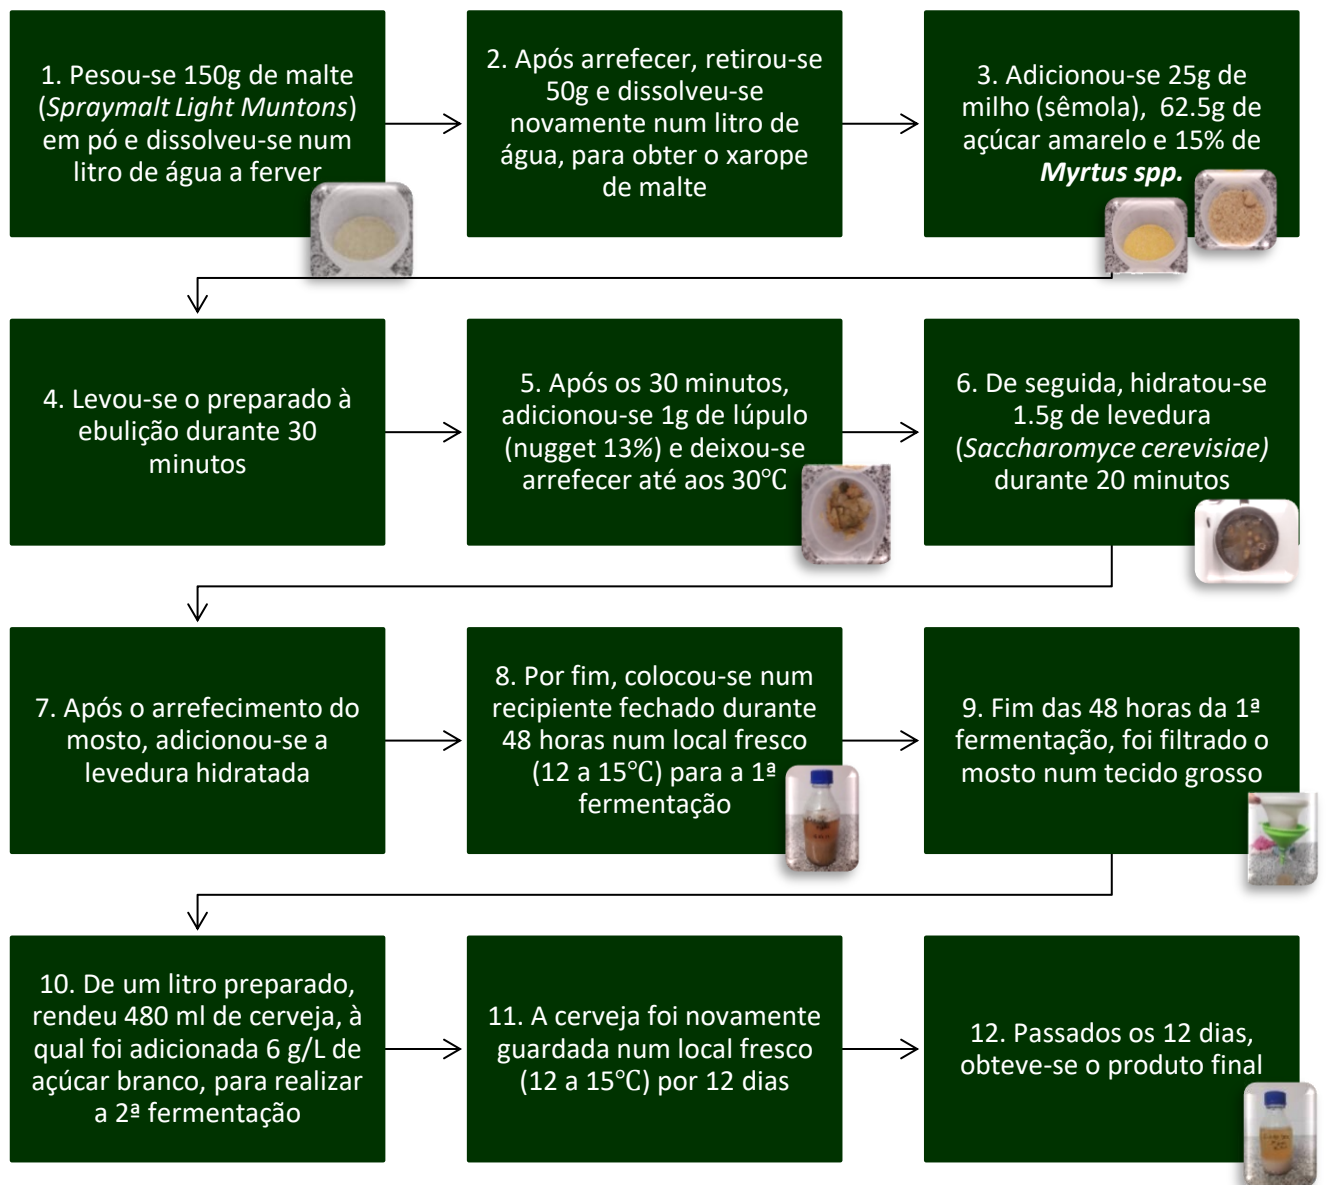 1. Pesou-se 150g de malte
(Spraymalt Light Muntons)
em pó e dissolveu-se num
litro de água a ferver
2. Após arrefecer, retirou-se
50g e dissolveu-se
novamente num litro de
água, para obter o xarope
de malte
3. Adicionou-se 25g de
milho (sêmola), 62.5g de
açúcar amarelo e 15% de
Myrtus spp.
4. Levou-se o preparado à
ebulição durante 30
minutos
5. Após os 30 minutos,
adicionou-se 1g de lúpulo
(nugget 13%) e deixou-se
arrefecer até aos 30℃
6. De seguida, hidratou-se
1.5g de levedura
(Saccharomyce cerevisiae)
durante 20 minutos
7. Após o arrefecimento do
mosto, adicionou-se a
levedura hidratada
8. Por fim, colocou-se num
recipiente fechado durante
48 horas num local fresco
(12 a 15℃) para a 1ª
fermentação
9. Fim das 48 horas da 1ª
fermentação, foi filtrado o
mosto num tecido grosso
10. De um litro preparado,
rendeu 480 ml de cerveja, à
qual foi adicionada 6 g/L de
açúcar branco, para realizar
a 2ª fermentação
11. A cerveja foi novamente
guardada num local fresco
(12 a 15℃) por 12 dias
12. Passados os 12 dias,
obteve-se o produto final